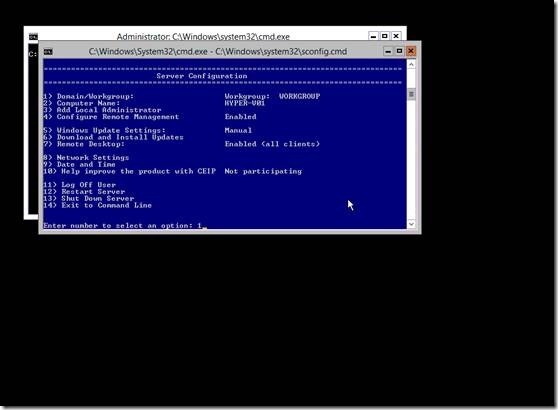 Administrator: C:\Windows\system32\cmd.exe
C:\Windows\System32\cmd.exe - C:\Windows\system32\sconfig.cmd
C:
===============================================================================
Server Configuration
===============================================================================
1) Domain/Workgroup: Workgroup: WORKGROUP
2) Computer Name: HYPER-V01
3) Add Local Administrator
4) Configure Remote Management Enabled
5) Windows Update Settings: Manual
6) Download and Install Updates
7) Remote Desktop: Enabled (all clients)
8) Network Settings
9) Date and Time
10) Help improve the product with CEIP Not participating
11) Log Off User
12) Restart Server
13) Shut Down Server
14) Exit to Command Line
Enter number to select an option: 1_